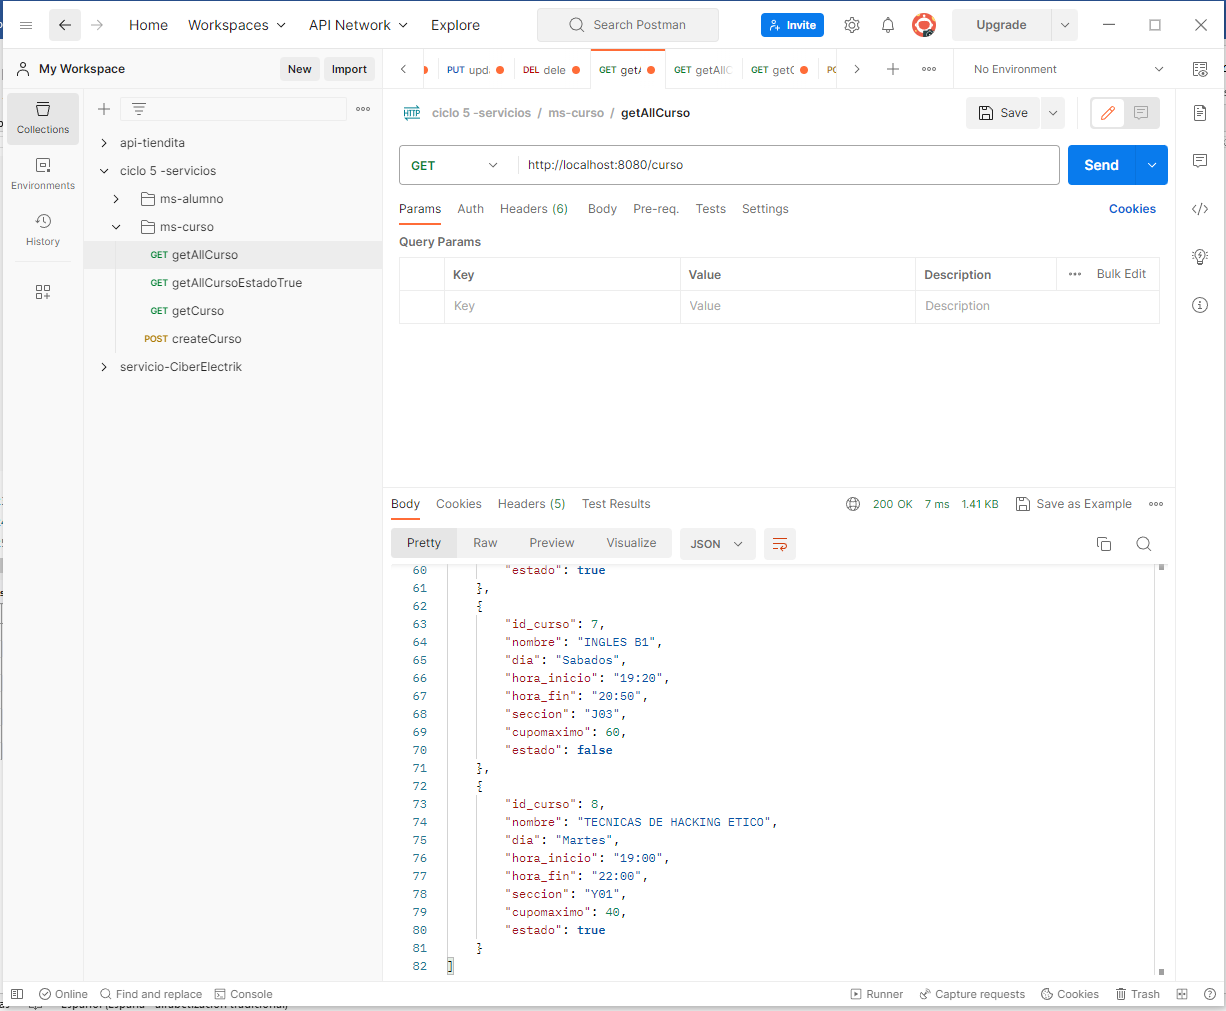 Home Workspaces API Network Explore Search Postman Invite Upgrade
My Workspace New Import PUT upd DEL dele GET get GET getAllC GET get No Environment
Collections
Environments
History
api-tiendita
ciclo 5 -servicios
ms-alumno
ms-curso
GET getAllCurso
GET getAllCursoEstadoTrue
GET getCurso
POST createCurso
servicio-CiberElectrik
HTTP ciclo 5 -servicios / ms-curso / getAllCurso Save
GET http://localhost:8080/curso Send
Params Auth Headers (6) Body Pre-req. Tests Settings Cookies
Query Params
Key Value Description Bulk Edit
Key Value Description
Body Cookies Headers (5) Test Results 200 OK 7 ms 1.41 KB Save as Example
Pretty Raw Preview Visualize JSON
60 "estado": true
61 },
62 {
63 "id_curso": 7,
64 "nombre": "INGLES B1",
65 "dia": "Sabados",
66 "hora_inicio": "19:20",
67 "hora_fin": "20:50",
68 "seccion": "J03",
69 "cupomaximo": 60,
70 "estado": false
71 },
72 {
73 "id_curso": 8,
74 "nombre": "TECNICAS DE HACKING ETICO",
75 "dia": "Martes",
76 "hora_inicio": "19:00",
77 "hora_fin": "22:00",
78 "seccion": "Y01",
79 "cupomaximo": 40,
80 "estado": true
81 }
82 ]
Online Find and replace Console Runner Capture requests Cookies Trash